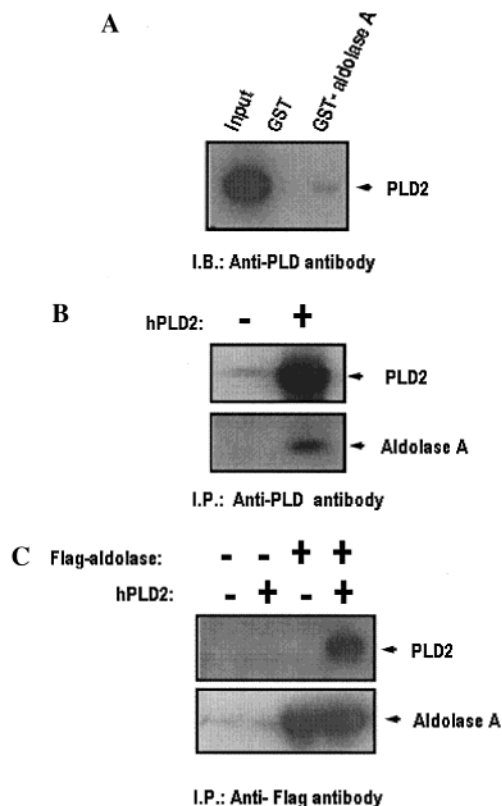 A
Input
GST
GST- aldolase A
PLD2
I.B.: Anti-PLD antibody
B
hPLD2: - +
PLD2
Aldolase A
I.P.: Anti-PLD antibody
C
Flag-aldolase: - - + +
hPLD2: - + - +
PLD2
Aldolase A
I.P.: Anti- Flag antibody